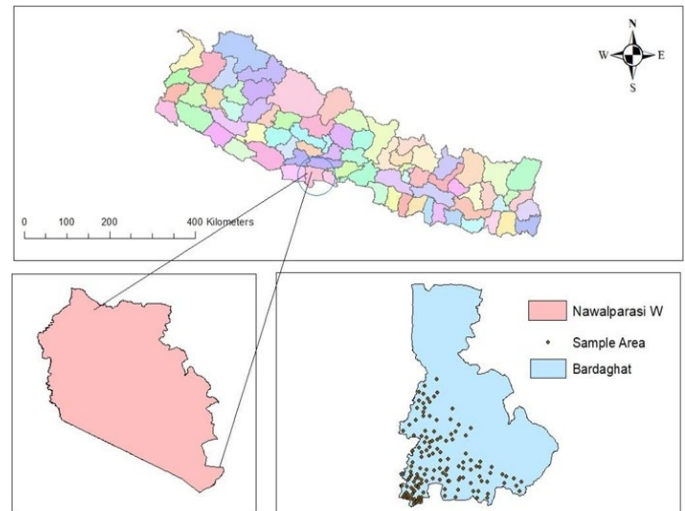 N
W E
S
0 100 200 400 Kilometers
Nawalparasi W
Sample Area
Bardaghat